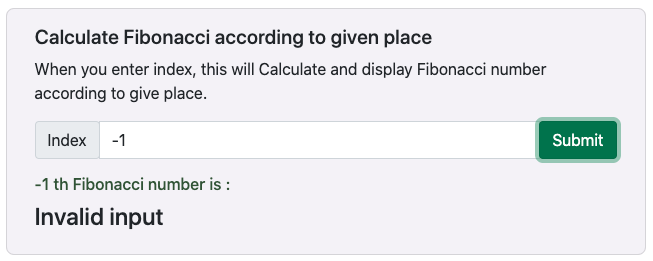 Calculate Fibonacci according to given place
When you enter index, this will Calculate and display Fibonacci number
according to give place.
Index -1 Submit
-1 th Fibonacci number is :
Invalid input